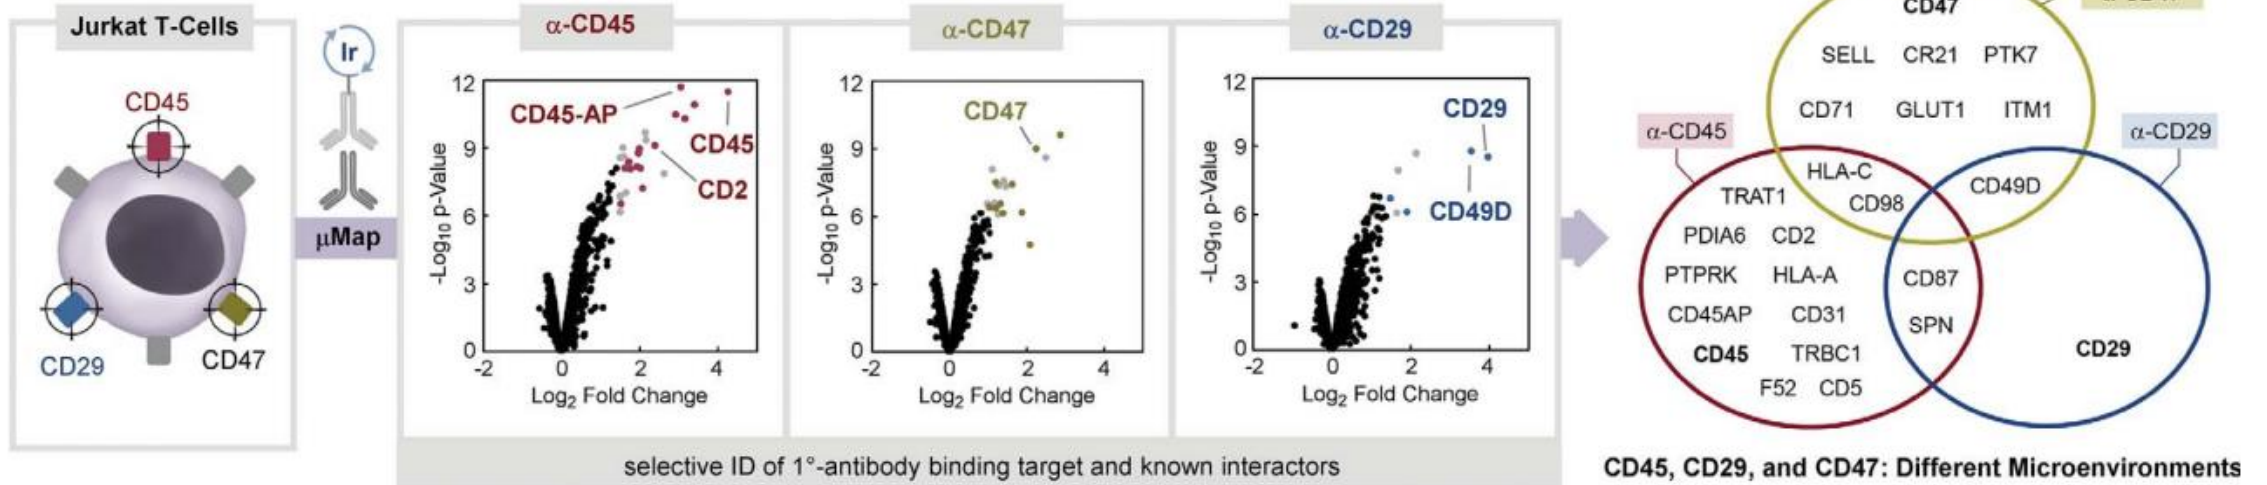 Jurkat T-Cells
CD45
CD29
CD47
Ir
μMap
α-CD45
12
9
6
3
0
-2 0 2 4
-Log10 p-Value
Log2 Fold Change
CD45-AP
CD45
CD2
α-CD47
12
9
6
3
0
-2 0 2 4
-Log10 p-Value
Log2 Fold Change
CD47
α-CD29
12
9
6
3
0
-2 0 2 4
-Log10 p-Value
Log2 Fold Change
CD29
CD49D
selective ID of 1°-antibody binding target and known interactors
CD47
SELL CR21 PTK7
CD71 GLUT1 ITM1
α-CD45
α-CD29
HLA-C
CD98
CD49D
TRAT1
PDIA6 CD2
PTPRK HLA-A
CD45AP CD31
CD45 TRBC1
F52 CD5
CD87
SPN
CD29
CD45, CD29, and CD47: Different Microenvironments